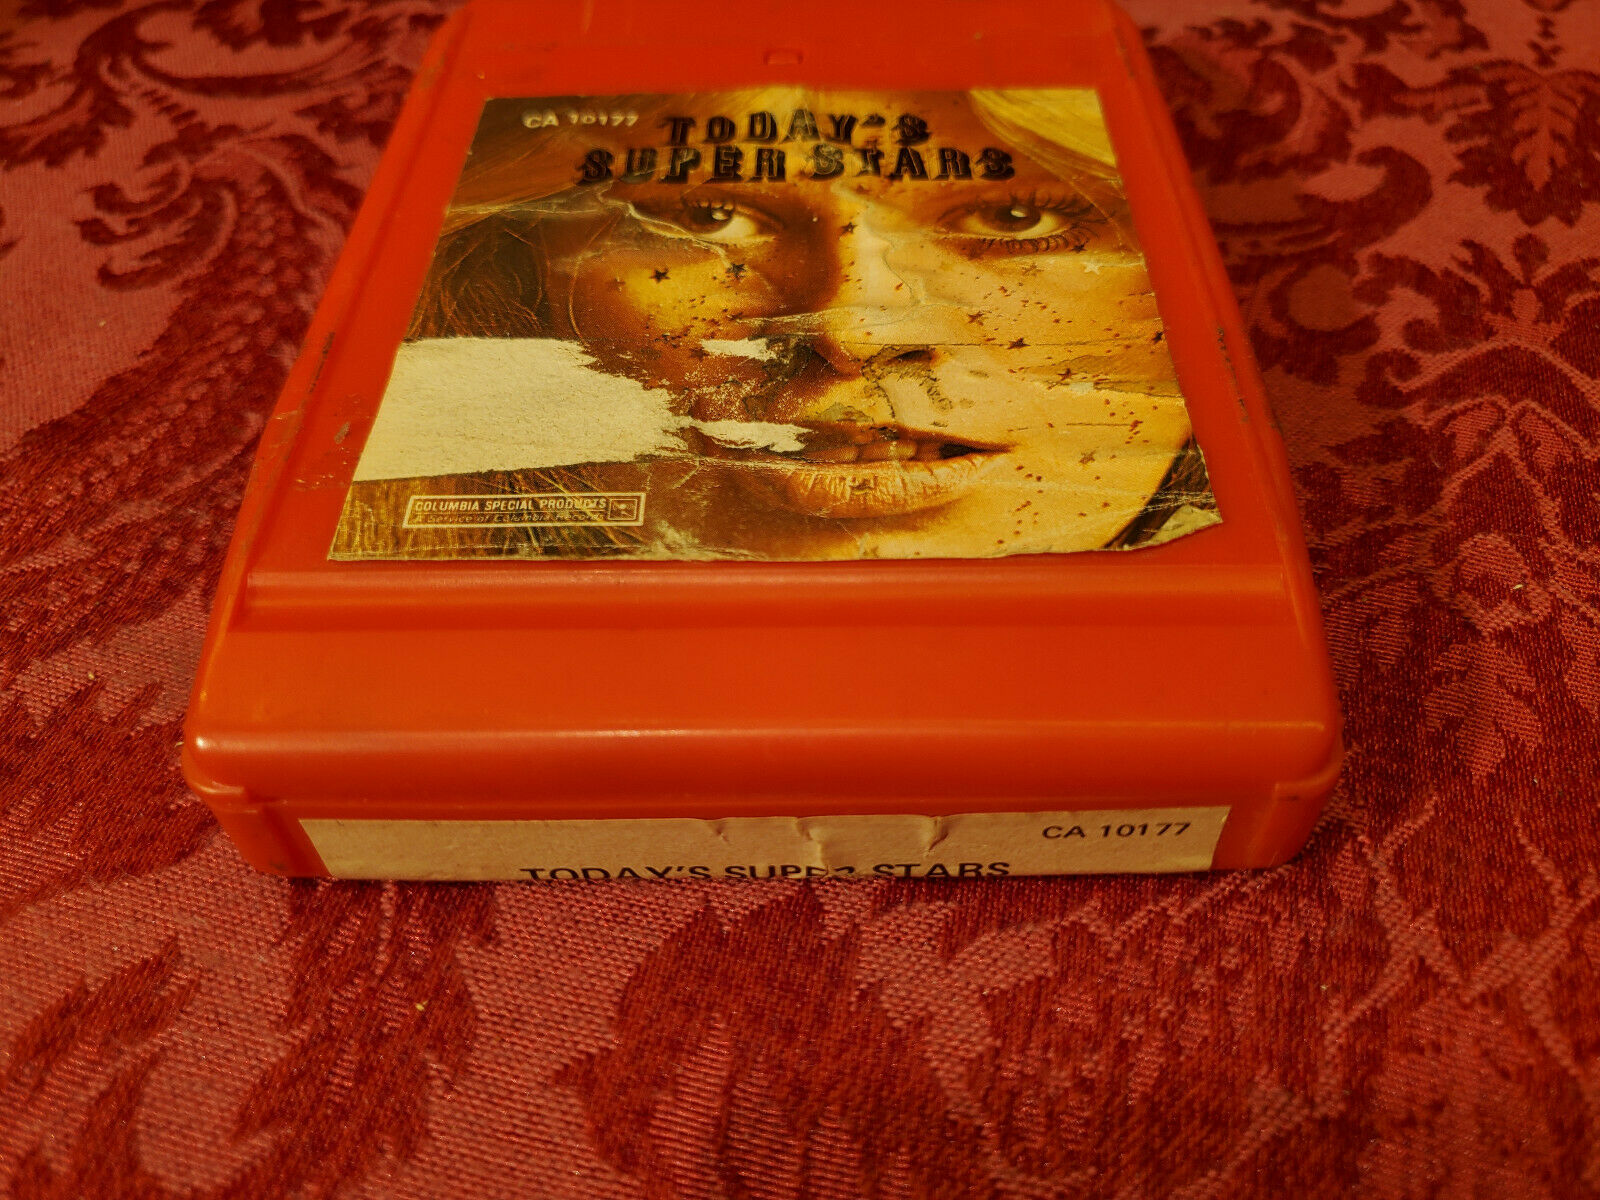 CA 10177
TODAY'S
SUPER STARS
COLUMBIA SPECIAL PRODUCTS
A Service of Columbia Records
CA 10177
TODAY'S SUPER STARS